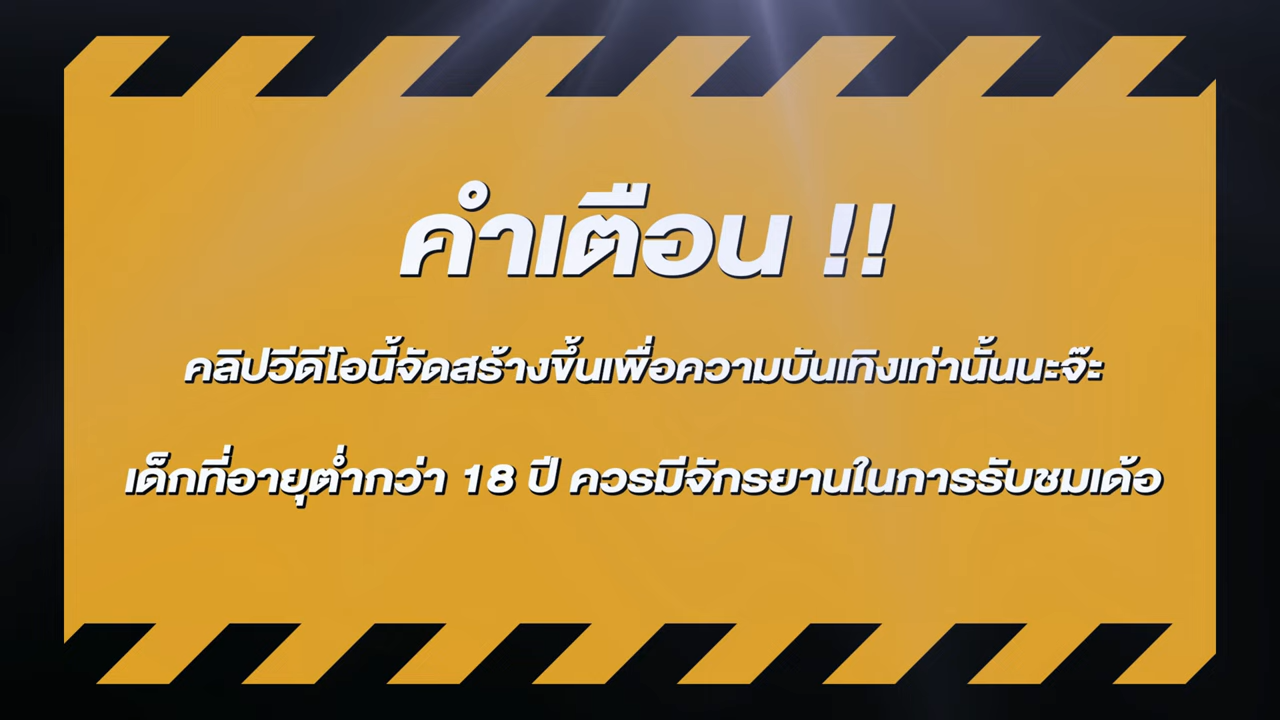 คำเตือน !!
คลิปวีดีโอนี้จัดสร้างขึ้นเพื่อความบันเทิงเท่านั้นนะจ๊ะ
เด็กที่อายุต่ำกว่า 18 ปี ควรมีจักรยานในการรับชมเด้อ